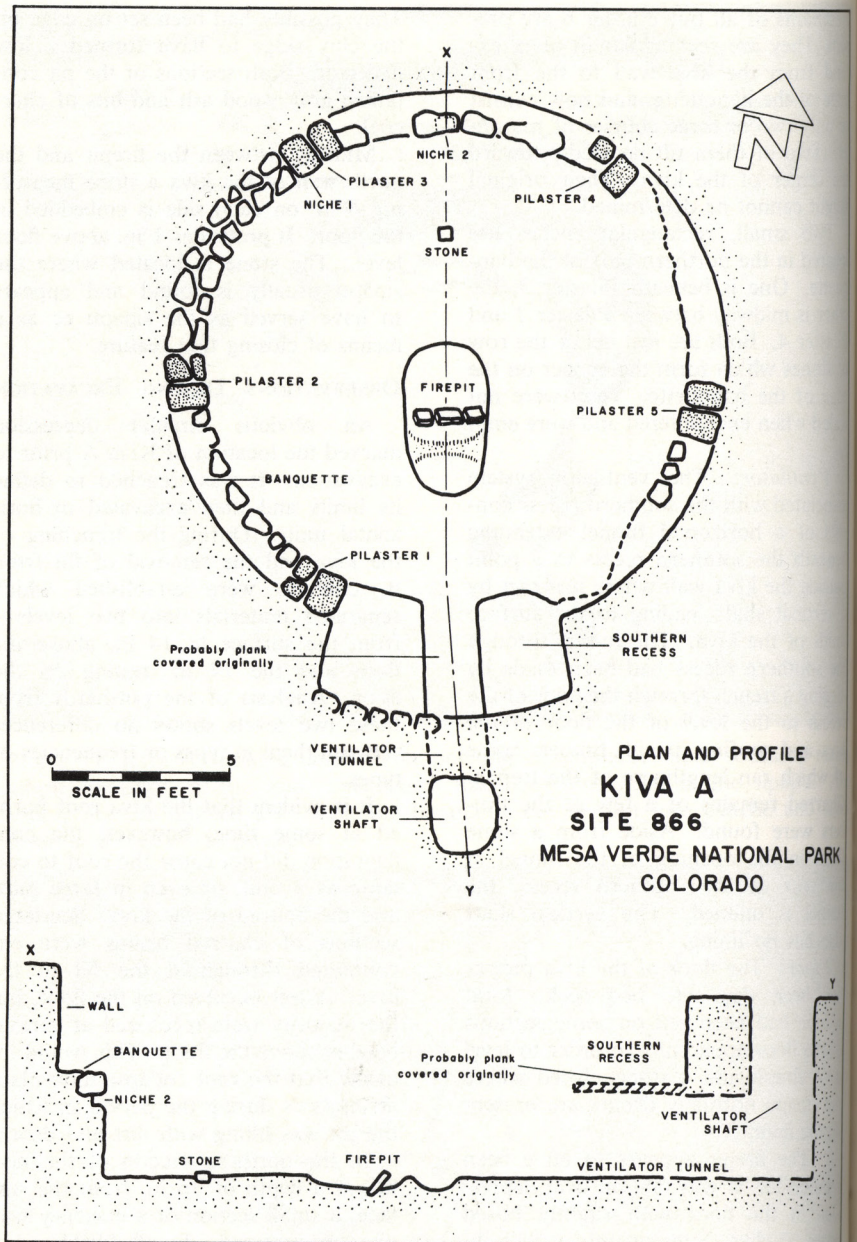 X
N
NICHE 2
PILASTER 3
NICHE 1
PILASTER 4
STONE
PILASTER 2
FIREPIT
PILASTER 5
BANQUETTE
PILASTER 1
Probably plank
covered originally
SOUTHERN
RECESS
VENTILATOR
TUNNEL
0 5
SCALE IN FEET
VENTILATOR
SHAFT
Y
PLAN AND PROFILE
KIVA A
SITE 866
MESA VERDE NATIONAL PARK
COLORADO
X
Y
WALL
BANQUETTE
NICHE 2
Probably plank
covered originally
SOUTHERN
RECESS
VENTILATOR
SHAFT
STONE
FIREPIT
VENTILATOR TUNNEL